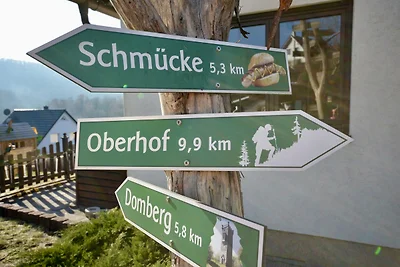 Schmücke 5,3 km
Oberhof 9,9 km
Domberg 5,8 km